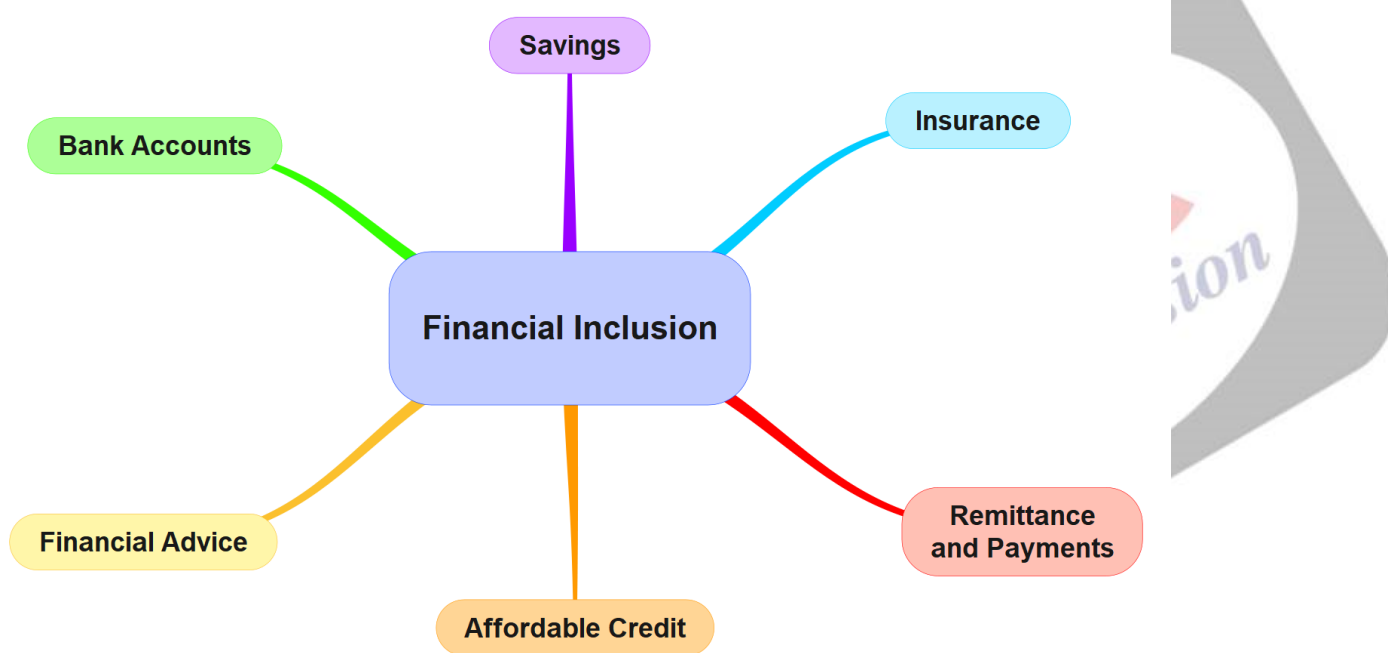 Savings
Insurance
Bank Accounts
Financial Inclusion
Remittance
and Payments
Financial Advice
Affordable Credit